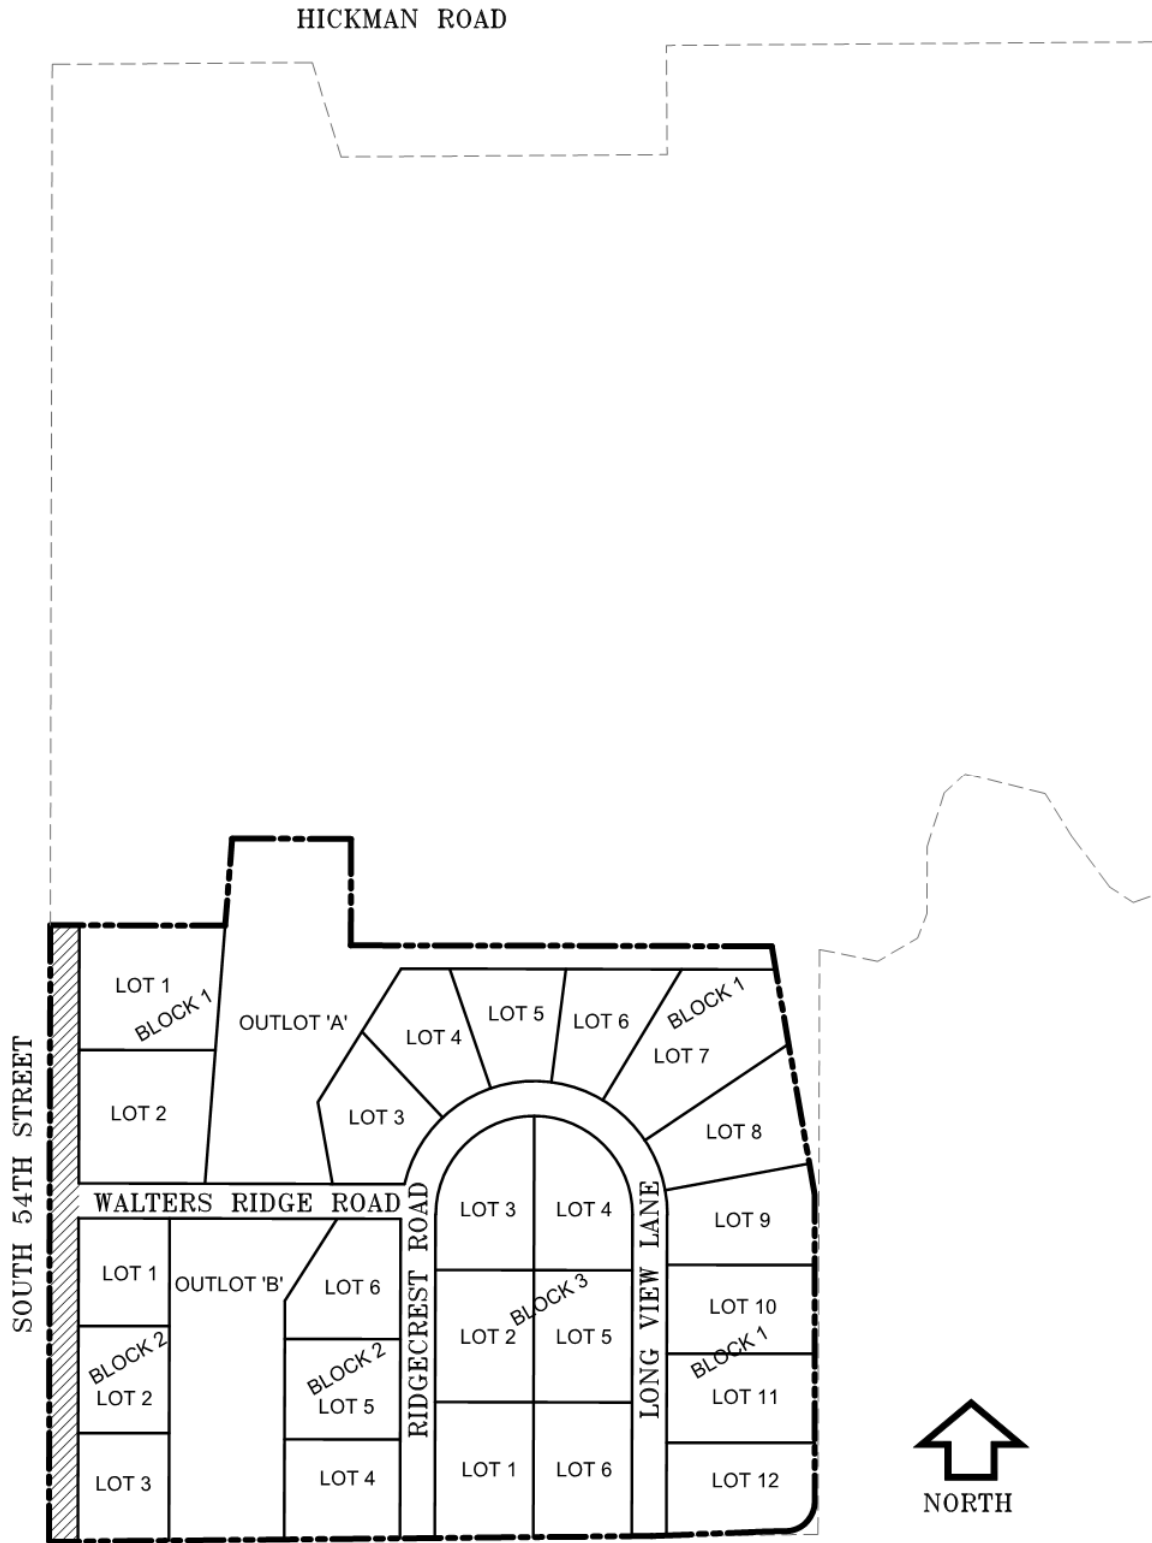 HICKMAN ROAD
LOT 1
BLOCK 1
OUTLOT 'A'
LOT 2
LOT 3
LOT 4
LOT 5
LOT 6
BLOCK 1
LOT 7
LOT 8
LOT 9
LOT 10
BLOCK 1
LOT 11
LOT 12
SOUTH 54TH STREET
WALTERS RIDGE ROAD
RIDGECREST ROAD
LONG VIEW LANE
LOT 1
OUTLOT 'B'
BLOCK 2
LOT 2
LOT 3
LOT 6
BLOCK 2
LOT 5
LOT 4
LOT 3
LOT 4
BLOCK 3
LOT 2
LOT 5
LOT 1
LOT 6
NORTH